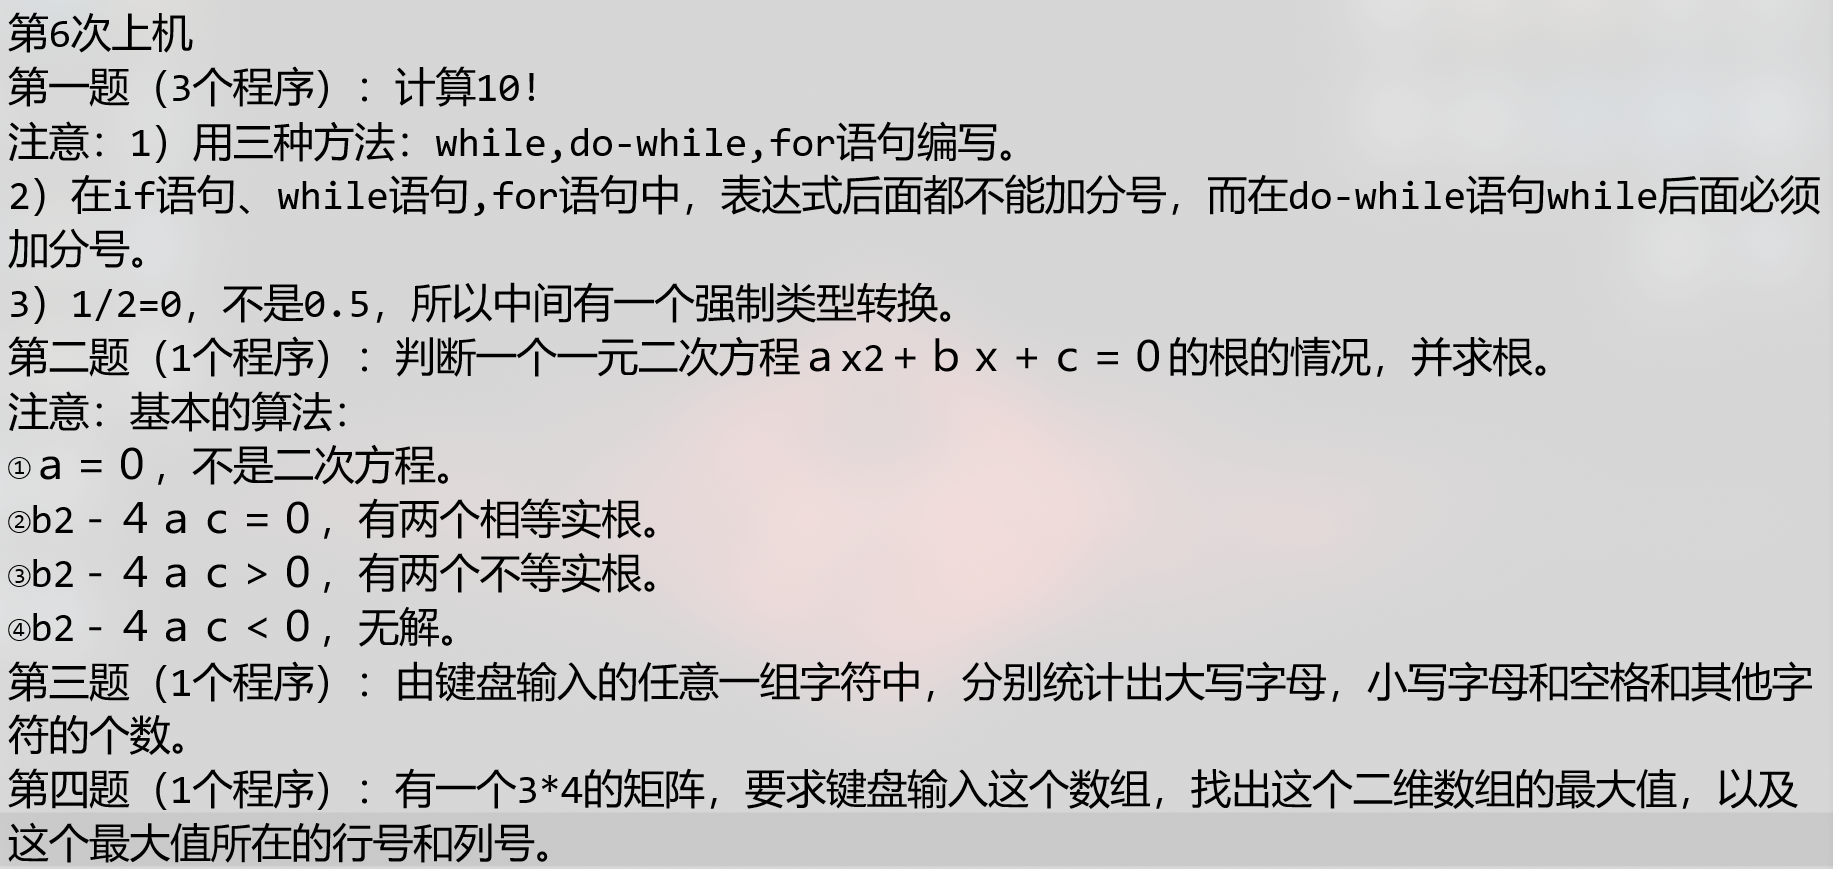 第6次上机
第一题（3个程序）：计算10!
注意：1）用三种方法：while,do-while,for语句编写。
2）在if语句、while语句,for语句中，表达式后面都不能加分号，而在do-while语句while后面必须
加分号。
3）1/2=0，不是0.5，所以中间有一个强制类型转换。
第二题（1个程序）：判断一个一元二次方程ａx2＋ｂｘ＋ｃ＝０的根的情况，并求根。
注意：基本的算法：
①ａ＝０，不是二次方程。
②b2－４ａｃ＝０，有两个相等实根。
③b2－４ａｃ＞０，有两个不等实根。
④b2－４ａｃ＜０，无解。
第三题（1个程序）：由键盘输入的任意一组字符中，分别统计出大写字母，小写字母和空格和其他字
符的个数。
第四题（1个程序）：有一个3*4的矩阵，要求键盘输入这个数组，找出这个二维数组的最大值，以及
这个最大值所在的行号和列号。